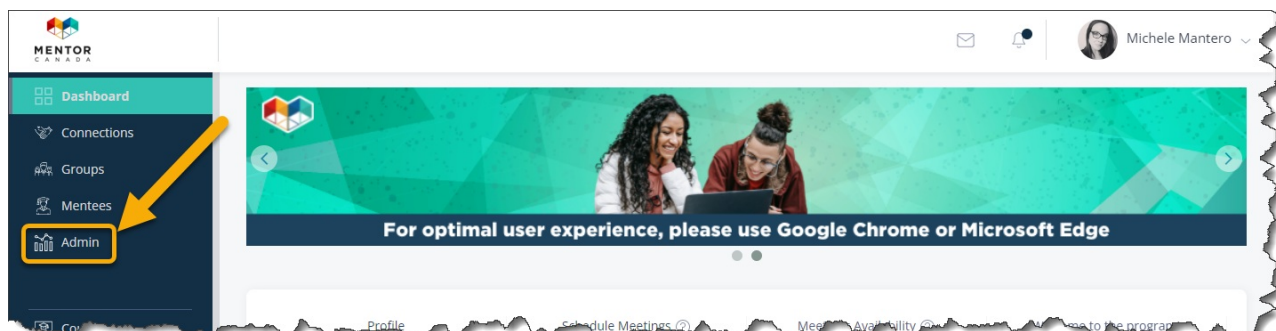 MENTOR
CANADA
Michele Mantero
Dashboard
Connections
Groups
Mentees
Admin
For optimal user experience, please use Google Chrome or Microsoft Edge
Profile
Schedule Meetings